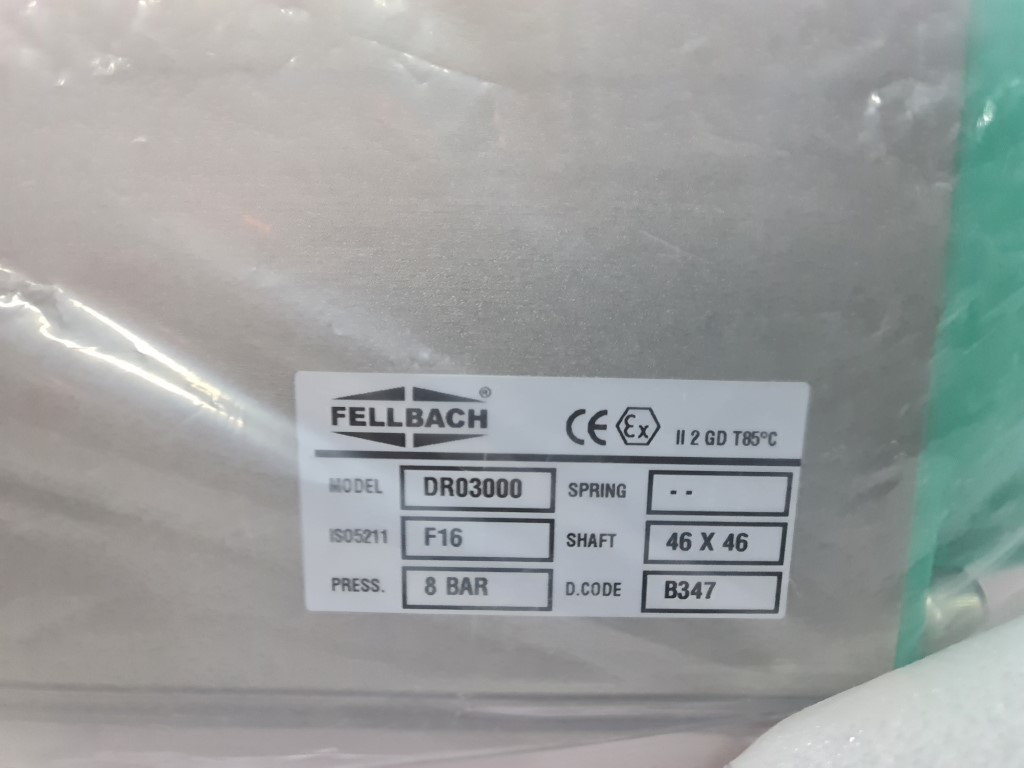 FELLBACH ®
CE Ex II 2 GD T85°C
MODEL DR03000 SPRING - -
ISO5211 F16 SHAFT 46 X 46
PRESS. 8 BAR D.CODE B347